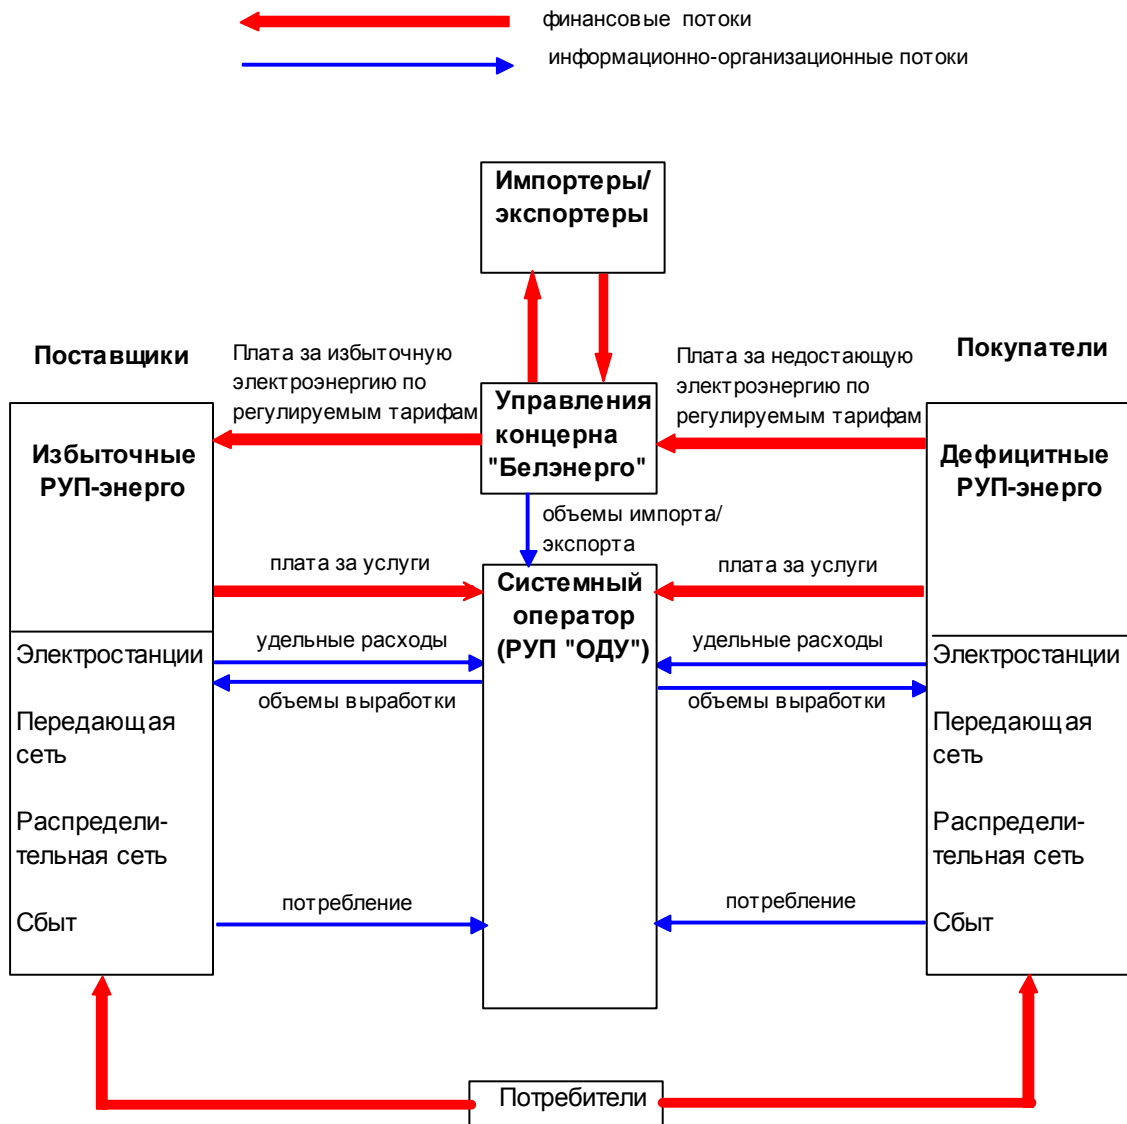 финансовые потоки
информационно-организационные потоки
Импортеры/
экспортеры
Поставщики
Плата за избыточную
электроэнергию по
регулируемым тарифам
Плата за недостающую
электроэнергию по
регулируемым тарифам
Покупатели
Управления
концерна
"Белэнерго"
Избыточные
РУП-энерго
Дефицитные
РУП-энерго
объемы импорта/
экспорта
плата за услуги
плата за услуги
Системный
оператор
(РУП "ОДУ")
Электростанции
удельные расходы
удельные расходы
Электростанции
объемы выработки
объемы выработки
Передающая
сеть
Передающая
сеть
Распредели-
тельная сеть
Распредели-
тельная сеть
Сбыт
потребление
потребление
Сбыт
Потребители